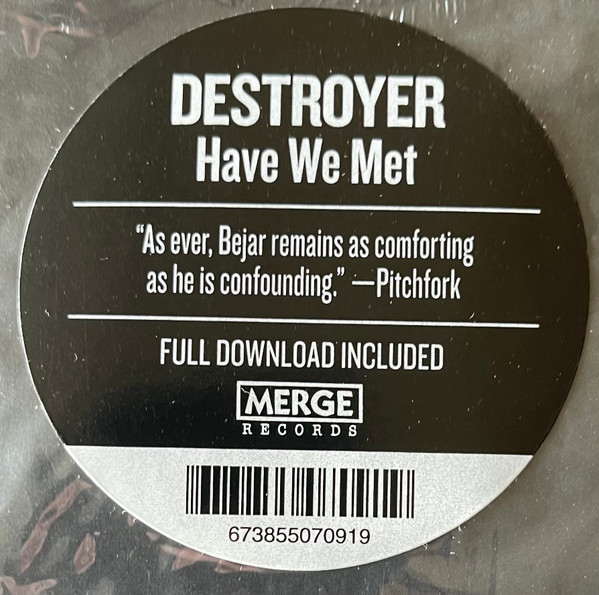 DESTROYER
Have We Met
“As ever, Bejar remains as comforting
as he is confounding.” —Pitchfork
FULL DOWNLOAD INCLUDED
MERGE
RECORDS
673855070919